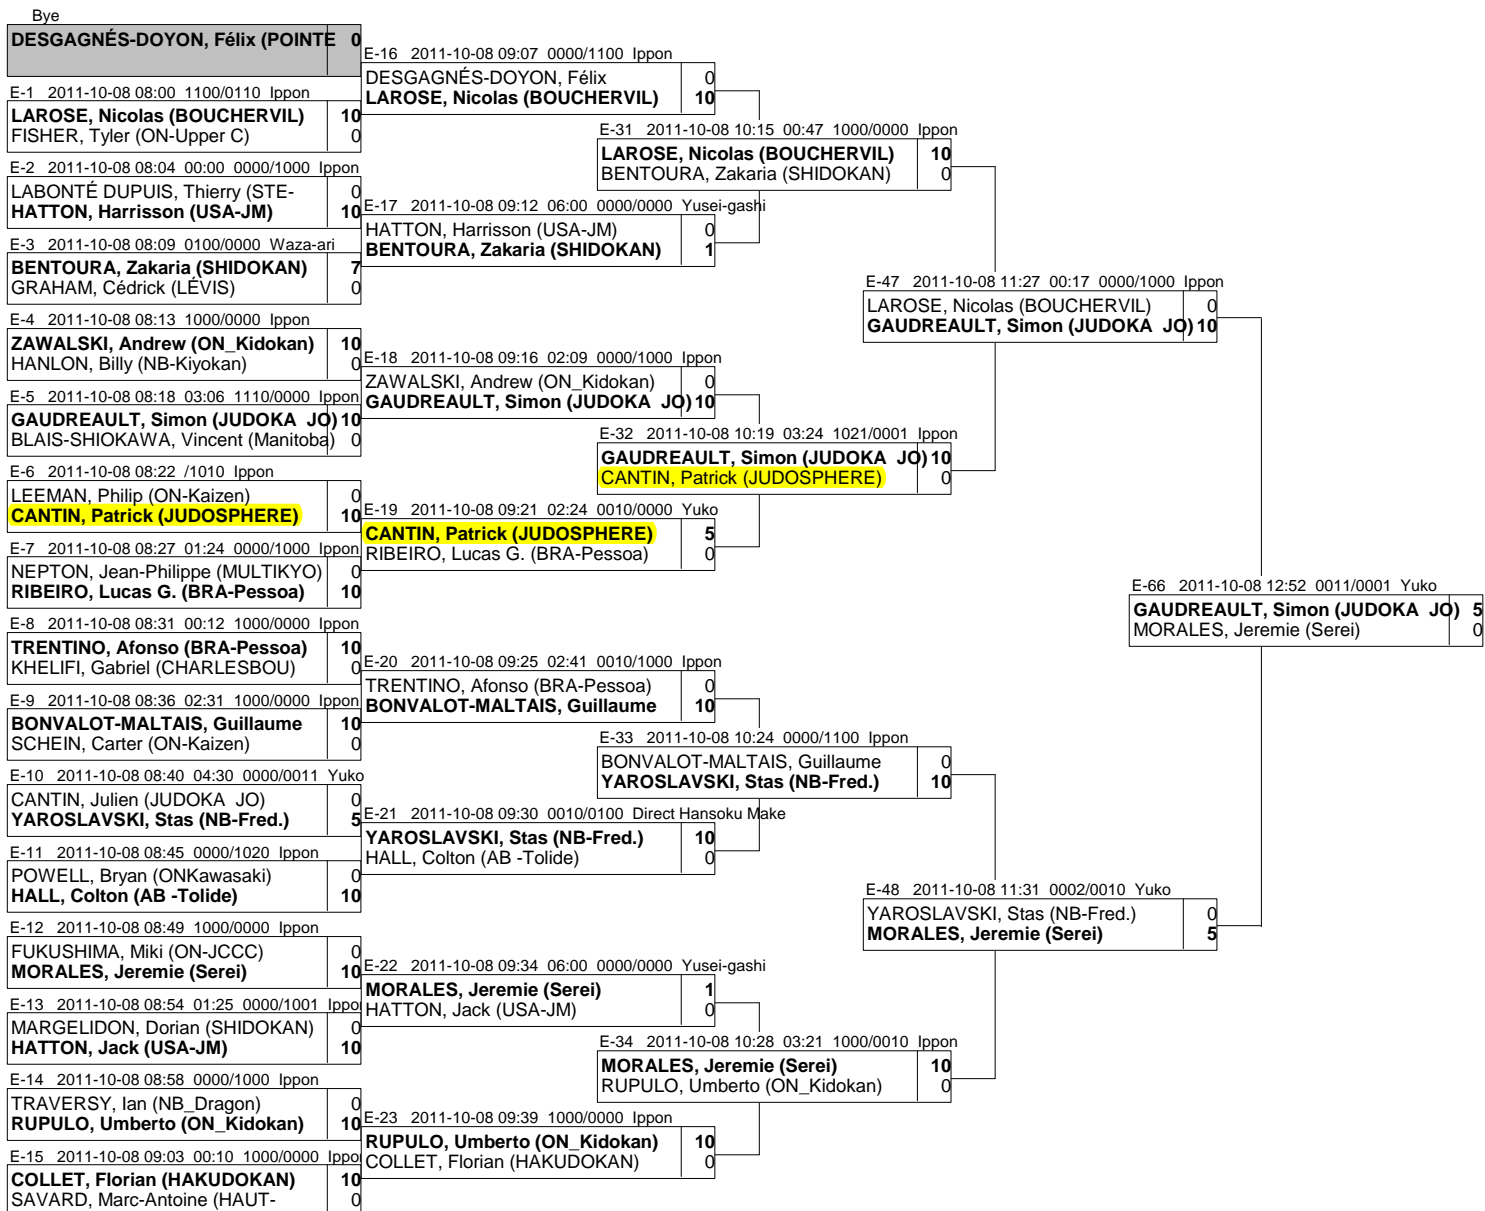 Bye
DESGAGNÉS-DOYON, Félix (POINTE 0
E-1 2011-10-08 08:00 1100/0110 Ippon
LAROSE, Nicolas (BOUCHERVIL) 10
FISHER, Tyler (ON-Upper C) 0
E-2 2011-10-08 08:04 00:00 0000/1000 Ippon
LABONTÉ DUPUIS, Thierry (STE- 0
HATTON, Harrisson (USA-JM) 10
E-3 2011-10-08 08:09 0100/0000 Waza-ari
BENTOURA, Zakaria (SHIDOKAN) 7
GRAHAM, Cédrick (LÉVIS) 0
E-4 2011-10-08 08:13 1000/0000 Ippon
ZAWALSKI, Andrew (ON_Kidokan) 10
HANLON, Billy (NB-Kiyokan) 0
E-5 2011-10-08 08:18 03:06 1110/0000 Ippon
GAUDREAULT, Simon (JUDOKA JO) 10
BLAIS-SHIOKAWA, Vincent (Manitoba) 0
E-6 2011-10-08 08:22 /1010 Ippon
LEEMAN, Philip (ON-Kaizen) 0
CANTIN, Patrick (JUDOSPHERE) 10
E-7 2011-10-08 08:27 01:24 0000/1000 Ippon
NEPTON, Jean-Philippe (MULTIKYO) 0
RIBEIRO, Lucas G. (BRA-Pessoa) 10
E-8 2011-10-08 08:31 00:12 1000/0000 Ippon
TRENTINO, Afonso (BRA-Pessoa) 10
KHELIFI, Gabriel (CHARLESBOU) 0
E-9 2011-10-08 08:36 02:31 1000/0000 Ippon
BONVALOT-MALTAIS, Guillaume 10
SCHEIN, Carter (ON-Kaizen) 0
E-10 2011-10-08 08:40 04:30 0000/0011 Yuko
CANTIN, Julien (JUDOKA JO) 0
YAROSLAVSKI, Stas (NB-Fred.) 5
E-11 2011-10-08 08:45 0000/1020 Ippon
POWELL, Bryan (ONKawasaki) 0
HALL, Colton (AB -Tolide) 10
E-12 2011-10-08 08:49 1000/0000 Ippon
FUKUSHIMA, Miki (ON-JCCC) 0
MORALES, Jeremie (Serei) 10
E-13 2011-10-08 08:54 01:25 0000/1001 Ippo
MARGELIDON, Dorian (SHIDOKAN) 0
HATTON, Jack (USA-JM) 10
E-14 2011-10-08 08:58 0000/1000 Ippon
TRAVERSY, Ian (NB_Dragon) 0
RUPULO, Umberto (ON_Kidokan) 10
E-15 2011-10-08 09:03 00:10 1000/0000 Ippo
COLLET, Florian (HAKUDOKAN) 10
SAVARD, Marc-Antoine (HAUT- 0
E-16 2011-10-08 09:07 0000/1100 Ippon
DESGAGNÉS-DOYON, Félix 0
LAROSE, Nicolas (BOUCHERVIL) 10
E-17 2011-10-08 09:12 06:00 0000/0000 Yusei-gashi
HATTON, Harrisson (USA-JM) 0
BENTOURA, Zakaria (SHIDOKAN) 1
E-18 2011-10-08 09:16 02:09 0000/1000 Ippon
ZAWALSKI, Andrew (ON_Kidokan) 0
GAUDREAULT, Simon (JUDOKA JO) 10
E-19 2011-10-08 09:21 02:24 0010/0000 Yuko
CANTIN, Patrick (JUDOSPHERE) 5
RIBEIRO, Lucas G. (BRA-Pessoa) 0
E-20 2011-10-08 09:25 02:41 0010/1000 Ippon
TRENTINO, Afonso (BRA-Pessoa) 0
BONVALOT-MALTAIS, Guillaume 10
E-21 2011-10-08 09:30 0010/0100 Direct Hansoku Make
YAROSLAVSKI, Stas (NB-Fred.) 10
HALL, Colton (AB -Tolide) 0
E-22 2011-10-08 09:34 06:00 0000/0000 Yusei-gashi
MORALES, Jeremie (Serei) 1
HATTON, Jack (USA-JM) 0
E-23 2011-10-08 09:39 1000/0000 Ippon
RUPULO, Umberto (ON_Kidokan) 10
COLLET, Florian (HAKUDOKAN) 0
E-31 2011-10-08 10:15 00:47 1000/0000 Ippon
LAROSE, Nicolas (BOUCHERVIL) 10
BENTOURA, Zakaria (SHIDOKAN) 0
E-32 2011-10-08 10:19 03:24 1021/0001 Ippon
GAUDREAULT, Simon (JUDOKA JO) 10
CANTIN, Patrick (JUDOSPHERE) 0
E-33 2011-10-08 10:24 0000/1100 Ippon
BONVALOT-MALTAIS, Guillaume 0
YAROSLAVSKI, Stas (NB-Fred.) 10
E-34 2011-10-08 10:28 03:21 1000/0010 Ippon
MORALES, Jeremie (Serei) 10
RUPULO, Umberto (ON_Kidokan) 0
E-47 2011-10-08 11:27 00:17 0000/1000 Ippon
LAROSE, Nicolas (BOUCHERVIL) 0
GAUDREAULT, Simon (JUDOKA JO) 10
E-48 2011-10-08 11:31 0002/0010 Yuko
YAROSLAVSKI, Stas (NB-Fred.) 0
MORALES, Jeremie (Serei) 5
E-66 2011-10-08 12:52 0011/0001 Yuko
GAUDREAULT, Simon (JUDOKA JO) 5
MORALES, Jeremie (Serei) 0